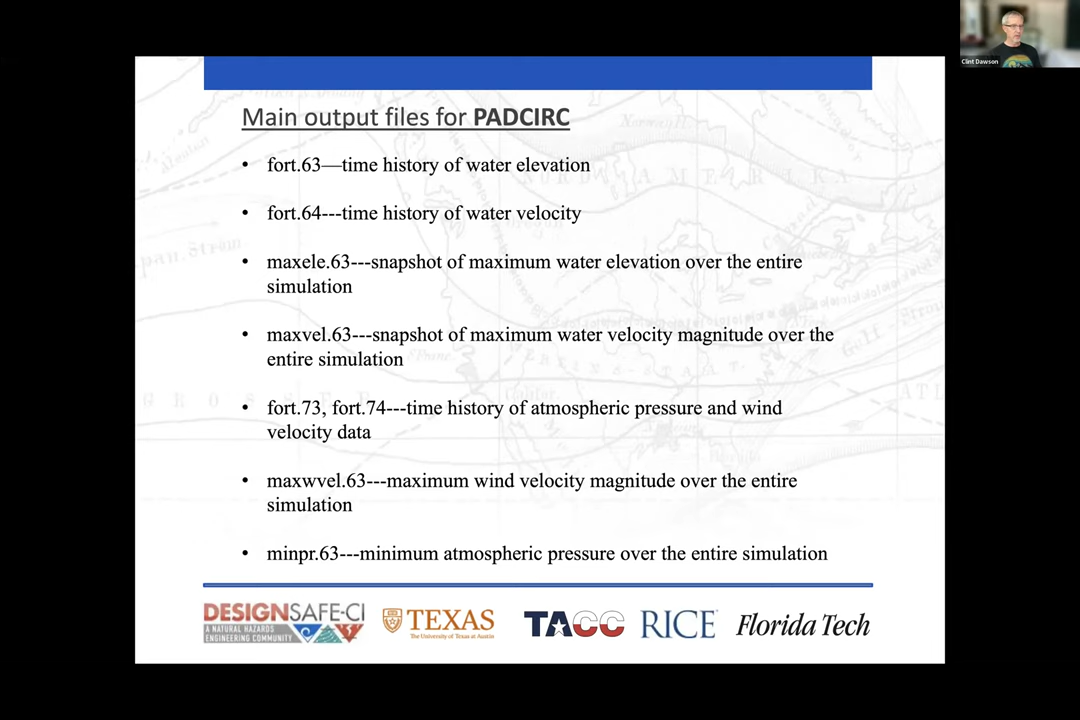 Clint Dawson
Main output files for PADCIRC
• fort.63—time history of water elevation
• fort.64---time history of water velocity
• maxele.63---snapshot of maximum water elevation over the entire
simulation
• maxvel.63---snapshot of maximum water velocity magnitude over the
entire simulation
• fort.73, fort.74---time history of atmospheric pressure and wind
velocity data
• maxwvel.63---maximum wind velocity magnitude over the entire
simulation
• minpr.63---minimum atmospheric pressure over the entire simulation
DESIGNSAFE-CI
A NATURAL HAZARDS
ENGINEERING COMMUNITY
TEXAS
The University of Texas at Austin
TACC
RICE
Florida Tech